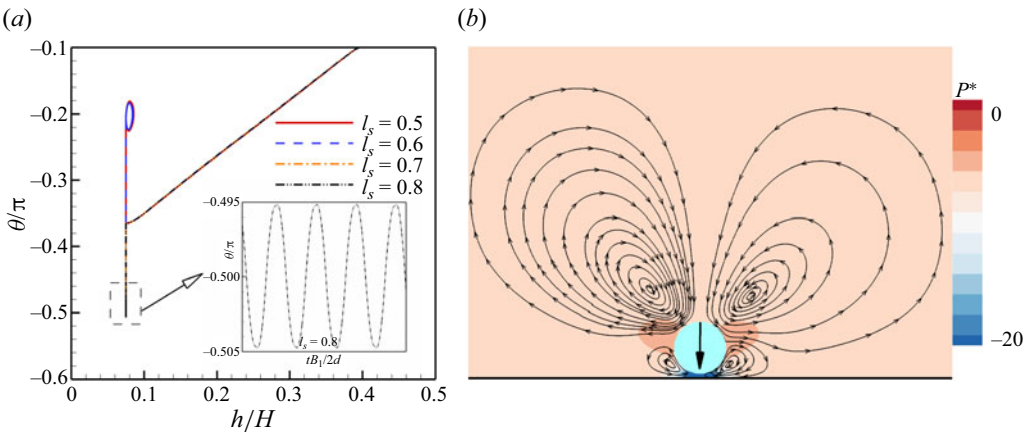 (a)
(b)
–0.1
–0.2
–0.3
–0.4
–0.5
–0.6
θ/π
0
0.1
0.2
0.3
0.4
0.5
h/H
l_s = 0.5
l_s = 0.6
l_s = 0.7
l_s = 0.8
–0.495
–0.500
–0.505
θ/π
l_s = 0.8
tB_1/2d
P*
0
–20